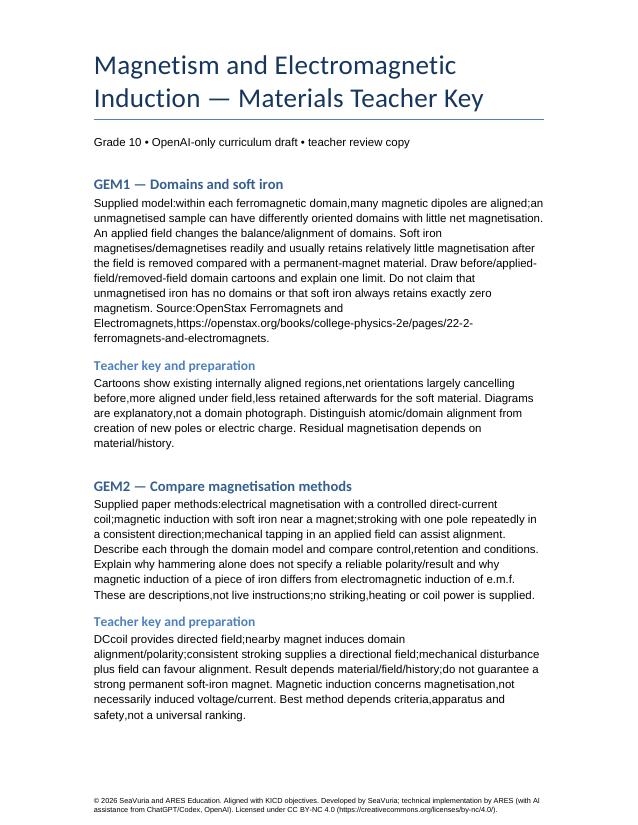 Magnetism and Electromagnetic
Induction — Materials Teacher Key
Grade 10 • OpenAI-only curriculum draft • teacher review copy
GEM1 — Domains and soft iron
Supplied model:within each ferromagnetic domain,many magnetic dipoles are aligned;an
unmagnetised sample can have differently oriented domains with little net magnetisation.
An applied field changes the balance/alignment of domains. Soft iron
magnetises/demagnetises readily and usually retains relatively little magnetisation after
the field is removed compared with a permanent-magnet material. Draw before/applied-
field/removed-field domain cartoons and explain one limit. Do not claim that
unmagnetised iron has no domains or that soft iron always retains exactly zero
magnetism. Source:OpenStax Ferromagnets and
Electromagnets,https://openstax.org/books/college-physics-2e/pages/22-2-
ferromagnets-and-electromagnets.
Teacher key and preparation
Cartoons show existing internally aligned regions,net orientations largely cancelling
before,more aligned under field,less retained afterwards for the soft material. Diagrams
are explanatory,not a domain photograph. Distinguish atomic/domain alignment from
creation of new poles or electric charge. Residual magnetisation depends on
material/history.
GEM2 — Compare magnetisation methods
Supplied paper methods:electrical magnetisation with a controlled direct-current
coil;magnetic induction with soft iron near a magnet;stroking with one pole repeatedly in
a consistent direction;mechanical tapping in an applied field can assist alignment.
Describe each through the domain model and compare control,retention and conditions.
Explain why hammering alone does not specify a reliable polarity/result and why
magnetic induction of a piece of iron differs from electromagnetic induction of e.m.f.
These are descriptions,not live instructions;no striking,heating or coil power is supplied.
Teacher key and preparation
DCcoil provides directed field;nearby magnet induces domain
alignment/polarity;consistent stroking supplies a directional field;mechanical disturbance
plus field can favour alignment. Result depends material/field/history;do not guarantee a
strong permanent soft-iron magnet. Magnetic induction concerns magnetisation,not
necessarily induced voltage/current. Best method depends criteria,apparatus and
safety,not a universal ranking.
© 2026 SeaVuria and ARES Education. Aligned with KICD objectives. Developed by SeaVuria; technical implementation by ARES (with AI
assistance from ChatGPT/Codex, OpenAI). Licensed under CC BY-NC 4.0 (https://creativecommons.org/licenses/by-nc/4.0/).